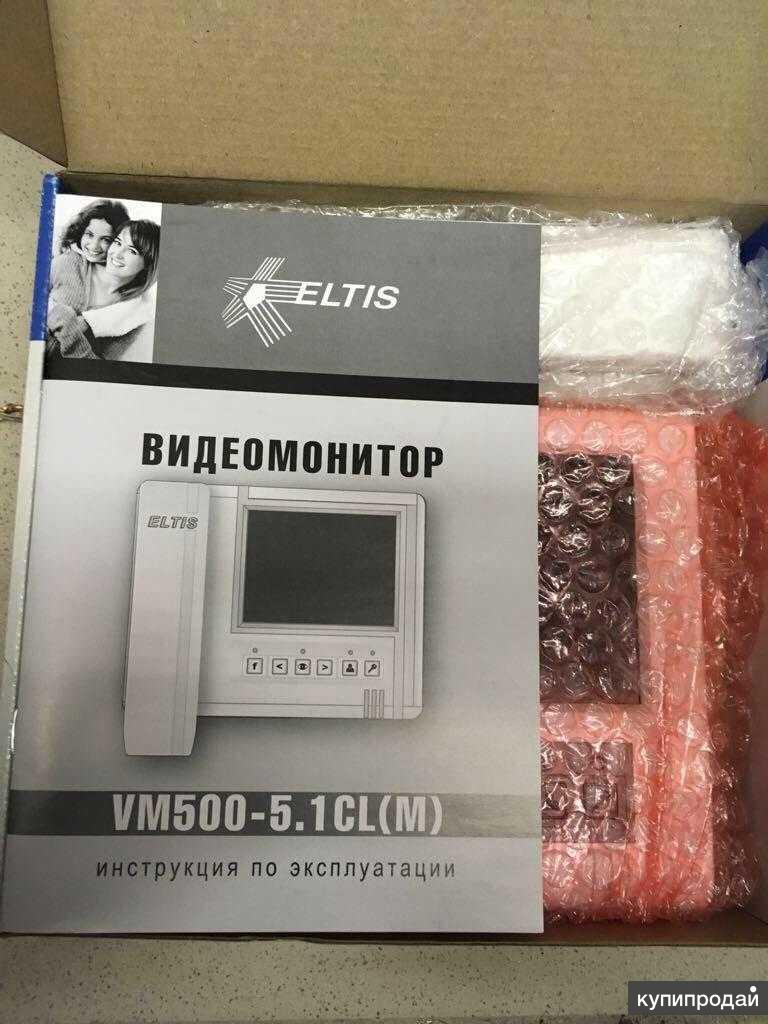 ELTIS
ВИДЕОМОНИТОР
ELTIS
f < >
VM500-5.1CL(M)
инструкция по эксплуатации
купипродай